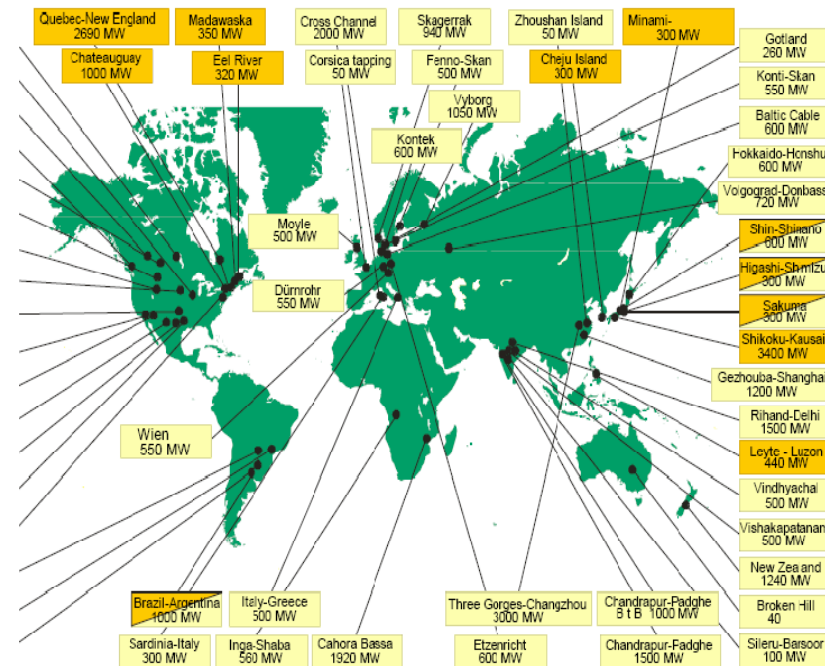 Quebec-New England
2690 MW
Madawaska
350 MW
Cross Channel
2000 MW
Skagerrak
940 MW
Zhoushan Island
50 MW
Minami-
300 MW
Chateauguay
1000 MW
Eel River
320 MW
Corsica tapping
50 MW
Fenno-Skan
500 MW
Cheju Island
300 MW
Gotland
260 MW
Vyborg
1050 MW
Konti-Skan
550 MW
Kontek
600 MW
Baltic Cable
600 MW
Hokkaido-Honshu
600 MW
Volgograd-Donbass
720 MW
Moyle
500 MW
Shin-Shinano
600 MW
Dürnrohr
550 MW
Higashi-Shimizu
300 MW
Sakuma
300 MW
Shikoku-Kausai
3400 MW
Gezhouba-Shanghai
1200 MW
Wien
550 MW
Rihand-Delhi
1500 MW
Leyte - Luzon
440 MW
Vindhyachal
500 MW
Vishakapatanam
500 MW
New Zea and
1240 MW
Broken Hill
40
Sileru-Barsoor
100 MW
Brazil-Argentina
1000 MW
Italy-Greece
500 MW
Three Gorges-Changzhou
3000 MW
Chandrapur-Padghe
B t B 1000 MW
Sardinia-Italy
300 MW
Inga-Shaba
560 MW
Cahora Bassa
1920 MW
Etzenricht
600 MW
Chandrapur-Fadghe
1500 MW